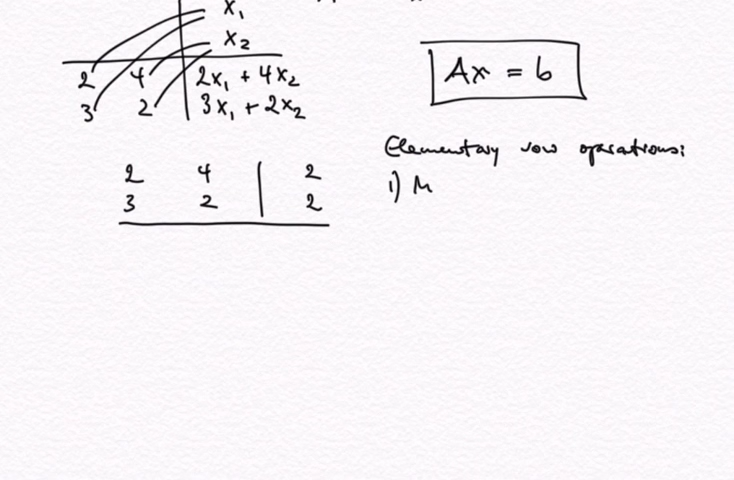 x₁
x₂
2 4 | 2x₁ + 4x₂
3 2 | 3x₁ + 2x₂
Ax = b
2 4 | 2
3 2 | 2
Elementary row operations:
1) M